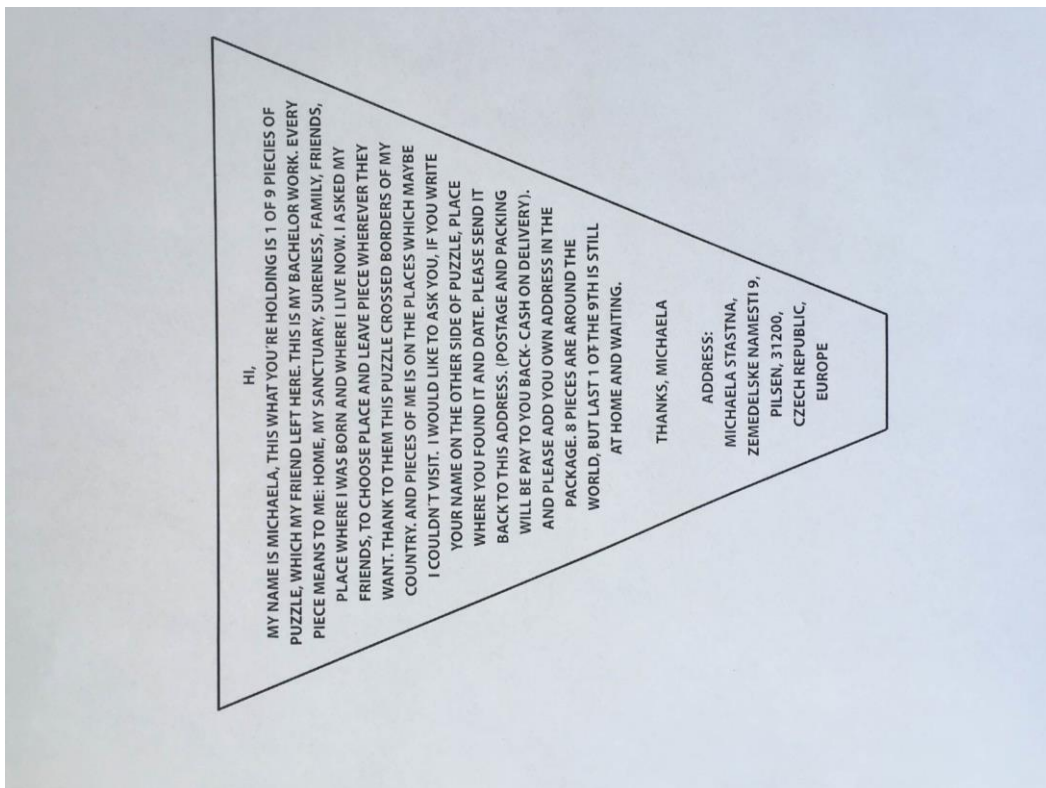 HI,
MY NAME IS MICHAELA, THIS WHAT YOU'RE HOLDING IS 1 OF 9 PIECIES OF
PUZZLE, WHICH MY FRIEND LEFT HERE. THIS IS MY BACHELOR WORK. EVERY
PIECE MEANS TO ME: HOME, MY SANCTUARY, SURENESS, FAMILY, FRIENDS,
PLACE WHERE I WAS BORN AND WHERE I LIVE NOW. I ASKED MY
FRIENDS, TO CHOOSE PLACE AND LEAVE PIECE WHEREVER THEY
WANT. THANK TO THEM THIS PUZZLE CROSSED BORDERS OF MY
COUNTRY. AND PIECES OF ME IS ON THE PLACES WHICH MAYBE
I COULDN´T VISIT. I WOULD LIKE TO ASK YOU, IF YOU WRITE
YOUR NAME ON THE OTHER SIDE OF PUZZLE, PLACE
WHERE YOU FOUND IT AND DATE. PLEASE SEND IT
BACK TO THIS ADDRESS. (POSTAGE AND PACKING
WILL BE PAY TO YOU BACK- CASH ON DELIVERY).
AND PLEASE ADD YOU OWN ADDRESS IN THE
PACKAGE. 8 PIECES ARE AROUND THE
WORLD, BUT LAST 1 OF THE 9TH IS STILL
AT HOME AND WAITING.
THANKS, MICHAELA
ADDRESS:
MICHAELA STASTNA,
ZEMEDELSKE NAMESTI 9,
PILSEN, 31200,
CZECH REPUBLIC,
EUROPE